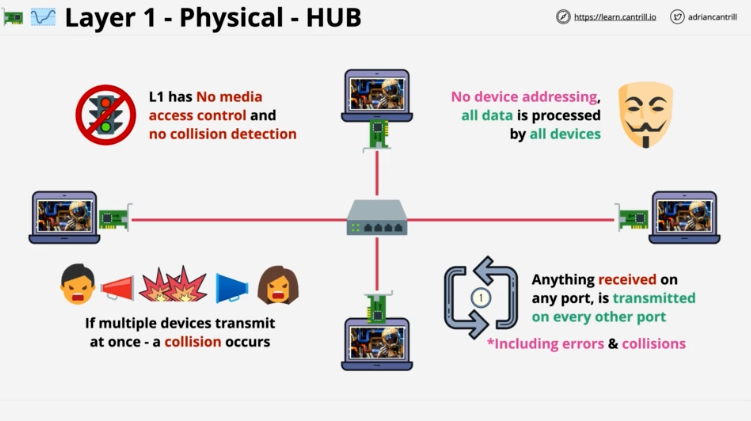 Layer 1 - Physical - HUB
https://learn.cantrill.io
adriancantrill
L1 has No media
access control and
no collision detection
No device addressing,
all data is processed
by all devices
If multiple devices transmit
at once - a collision occurs
1
Anything received on
any port, is transmitted
on every other port
*Including errors & collisions